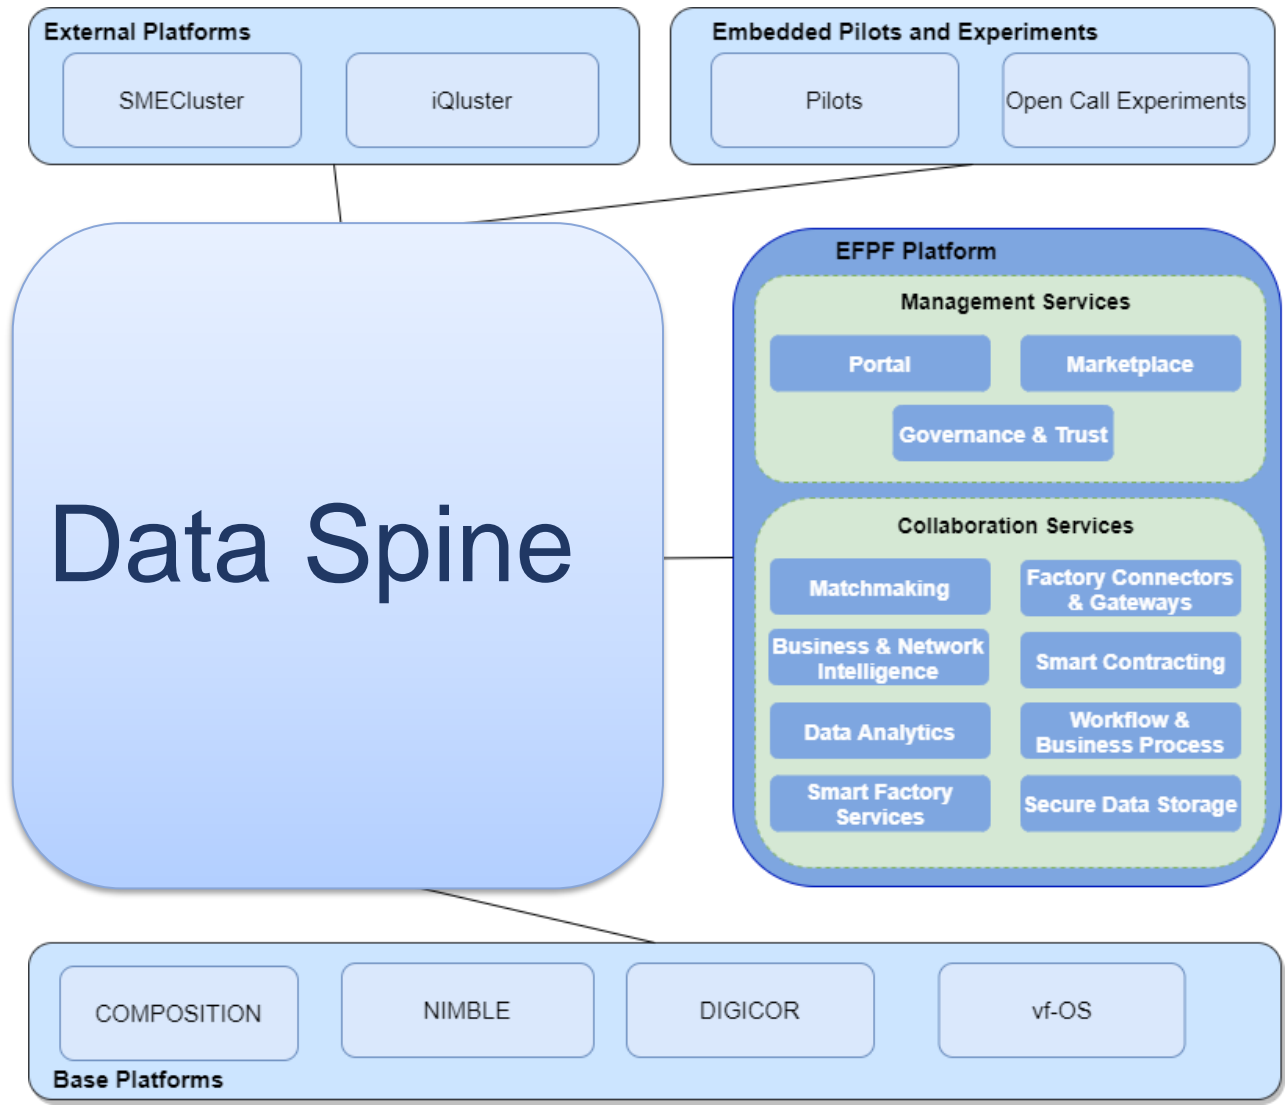 External Platforms
SMECluster
iQluster
Embedded Pilots and Experiments
Pilots
Open Call Experiments
Data Spine
EFPF Platform
Management Services
Portal
Marketplace
Governance & Trust
Collaboration Services
Matchmaking
Factory Connectors
& Gateways
Business & Network
Intelligence
Smart Contracting
Data Analytics
Workflow &
Business Process
Smart Factory
Services
Secure Data Storage
COMPOSITION
NIMBLE
DIGICOR
vf-OS
Base Platforms